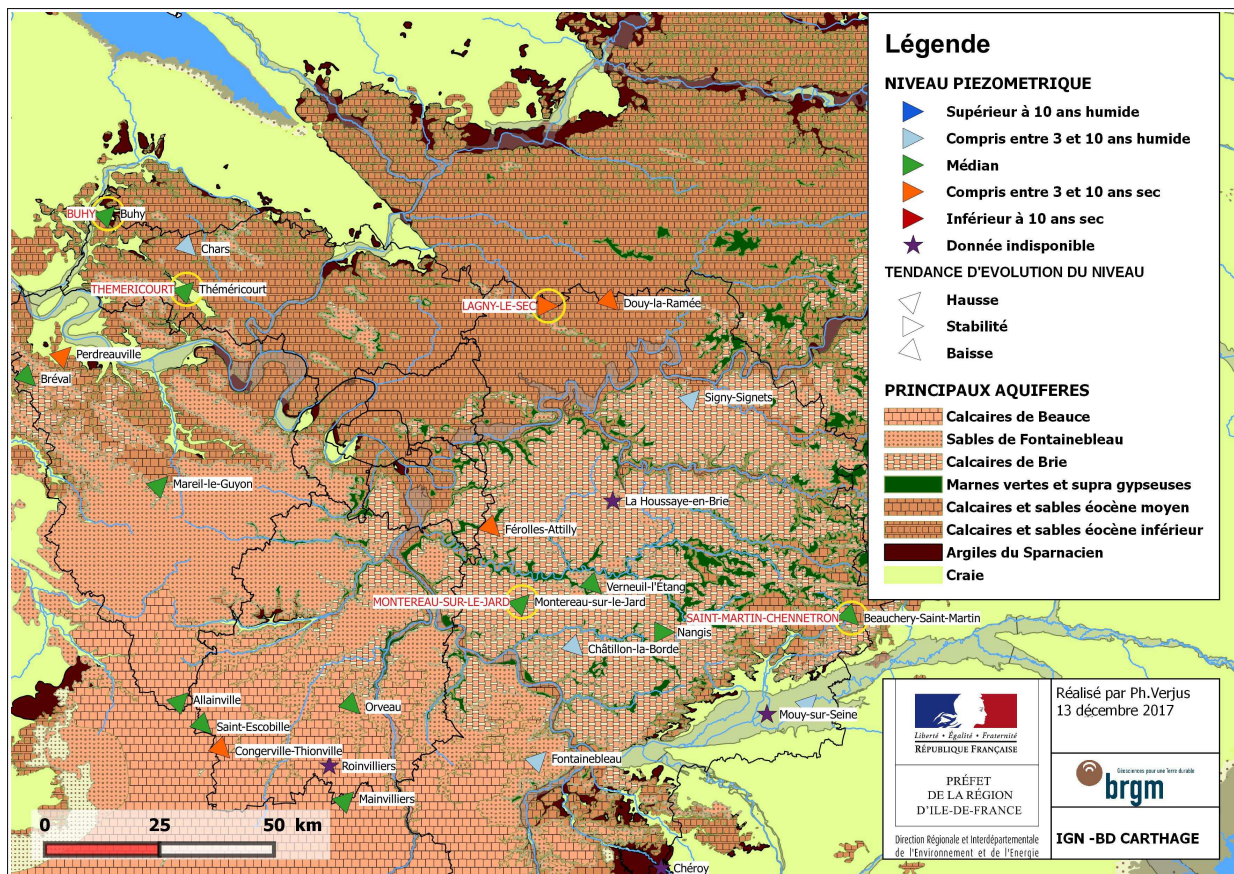 BUHY
Buhy
Chars
THEMERICOURT
Théméricourt
LAGNY-LE-SEC
Douy-la-Ramée
Perdreauville
Bréval
Signy-Signets
Mareil-le-Guyon
La Houssaye-en-Brie
Férolles-Attilly
Verneuil-l'Étang
MONTEREAU-SUR-LE-JARD
Montereau-sur-le-Jard
SAINT-MARTIN-CHENNETRON
Beauchery-Saint-Martin
Nangis
Châtillon-la-Borde
Allainville
Orveau
Mouy-sur-Seine
Saint-Escobille
Congerville-Thionville
Fontainebleau
Roinvilliers
Mainvilliers
Chéroy
0 25 50 km
Légende
NIVEAU PIEZOMETRIQUE
Supérieur à 10 ans humide
Compris entre 3 et 10 ans humide
Médian
Compris entre 3 et 10 ans sec
Inférieur à 10 ans sec
Donnée indisponible
TENDANCE D'EVOLUTION DU NIVEAU
Hausse
Stabilité
Baisse
PRINCIPAUX AQUIFERES
Calcaires de Beauce
Sables de Fontainebleau
Calcaires de Brie
Marnes vertes et supra gypseuses
Calcaires et sables éocène moyen
Calcaires et sables éocène inférieur
Argiles du Sparnacien
Craie
Liberté • Égalité • Fraternité
RÉPUBLIQUE FRANÇAISE
PRÉFET
DE LA RÉGION
D'ILE-DE-FRANCE
Direction Régionale et Interdépartementale
de l'Environnement et de l'Energie
Réalisé par Ph.Verjus
13 décembre 2017
Géosciences pour une Terre durable
brgm
IGN -BD CARTHAGE